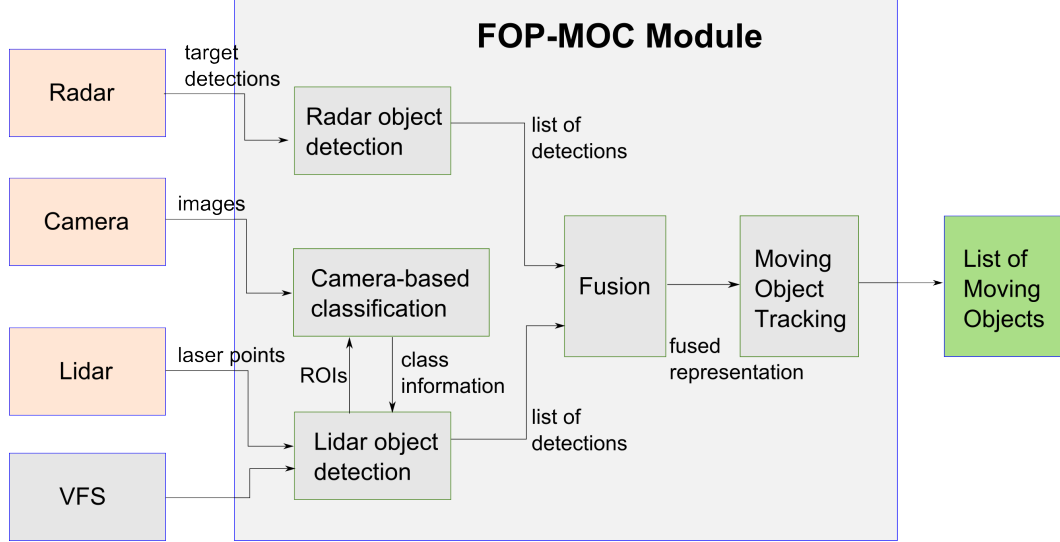 FOP-MOC Module
Radar
target
detections
Radar object
detection
list of
detections
Camera
images
Camera-based
classification
Fusion
Moving
Object
Tracking
List of
Moving
Objects
Lidar
laser points
ROIs
class
information
fused
representation
Lidar object
detection
list of
detections
VFS